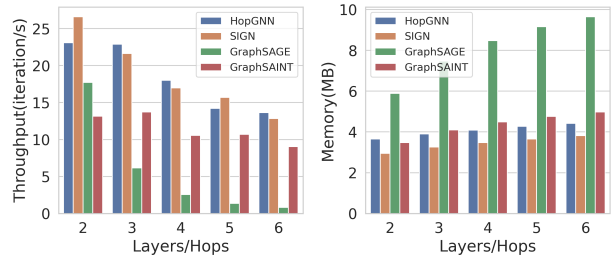 Throughput(iteration/s)
25
20
15
10
5
0
HopGNN
SIGN
GraphSAGE
GraphSAINT
2 3 4 5 6
Layers/Hops
Memory(MB)
10
8
6
4
2
0
HopGNN
SIGN
GraphSAGE
GraphSAINT
2 3 4 5 6
Layers/Hops